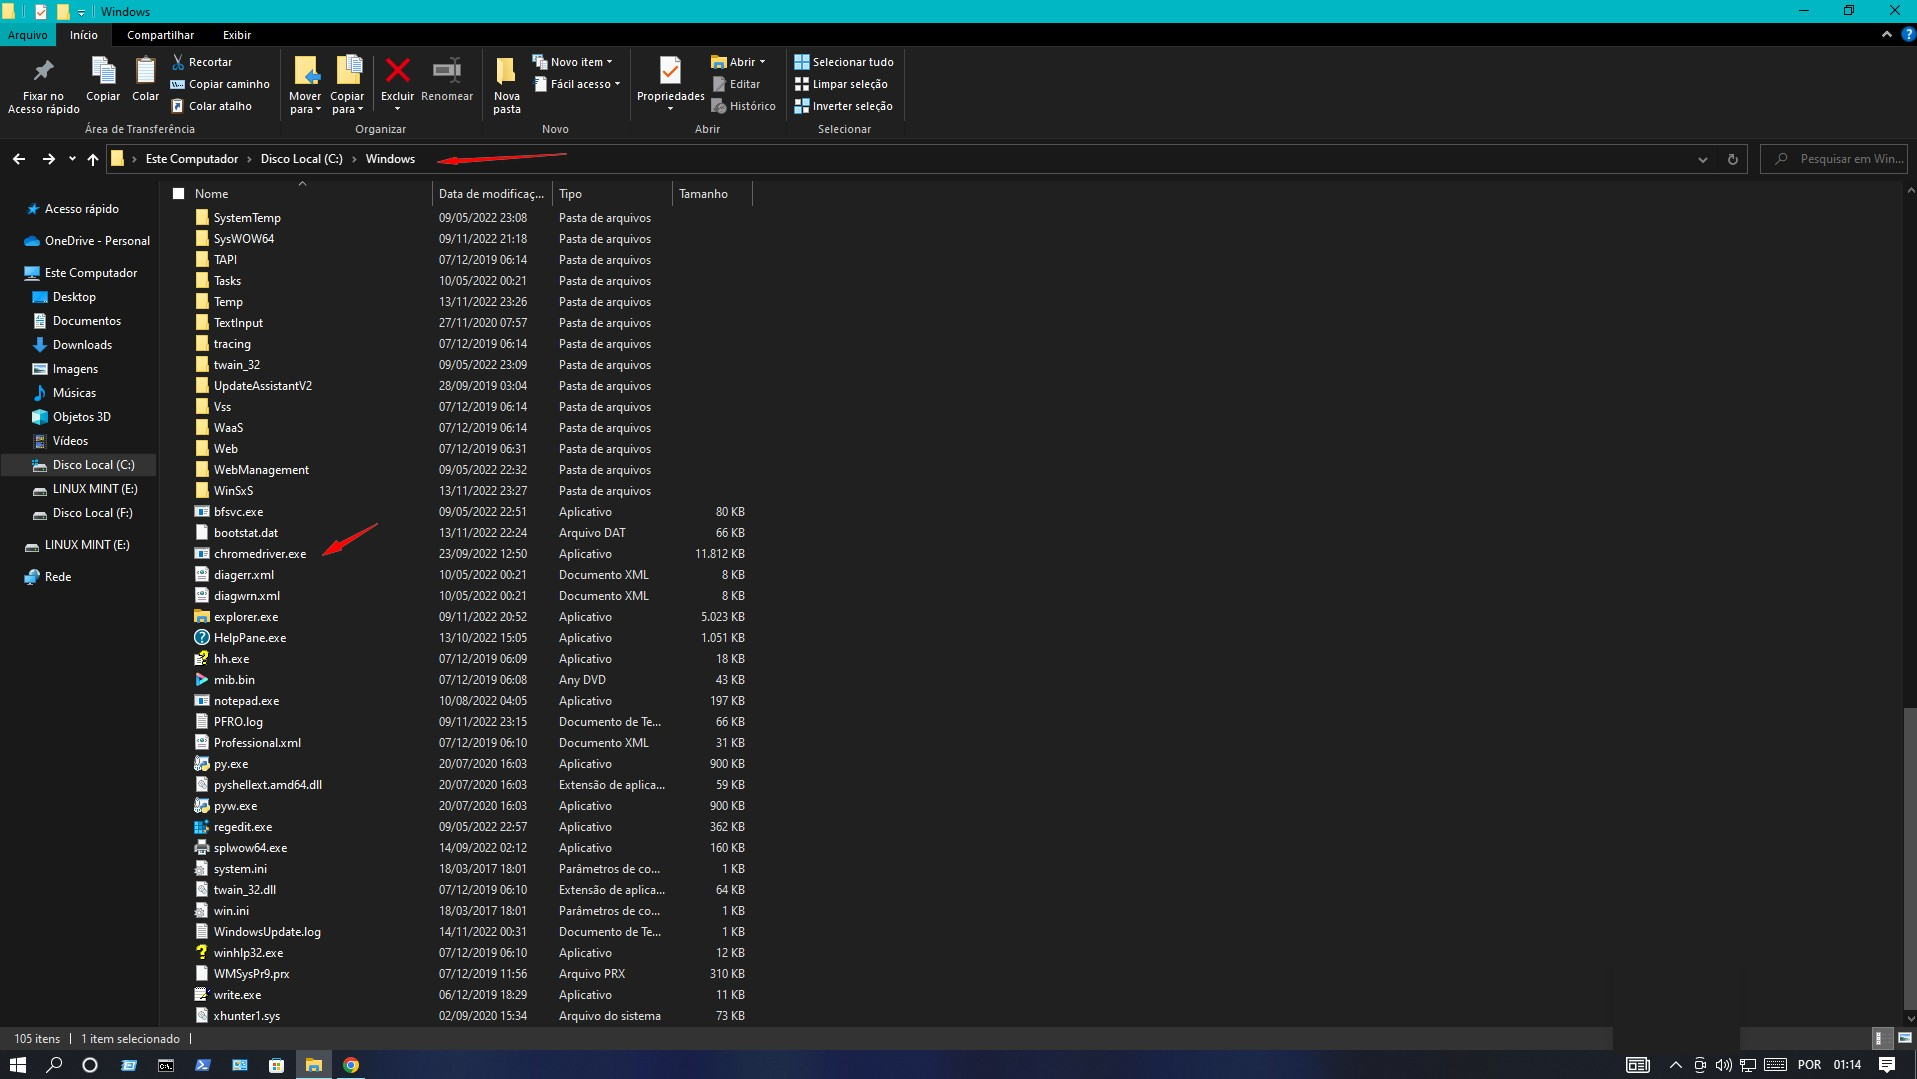 Windows
Arquivo Início Compartilhar Exibir
Fixar no Acesso rápido
Copiar
Colar
Recortar
Copiar caminho
Colar atalho
Área de Transferência
Mover para
Copiar para
Excluir
Renomear
Organizar
Nova pasta
Novo item
Fácil acesso
Novo
Propriedades
Abrir
Editar
Histórico
Abrir
Selecionar tudo
Limpar seleção
Inverter seleção
Selecionar
Este Computador > Disco Local (C:) > Windows
Pesquisar em Win...
Acesso rápido
OneDrive - Personal
Este Computador
Desktop
Documentos
Downloads
Imagens
Músicas
Objetos 3D
Vídeos
Disco Local (C:)
LINUX MINT (E:)
Disco Local (F:)
LINUX MINT (E:)
Rede
Nome Data de modificaç... Tipo Tamanho
SystemTemp 09/05/2022 23:08 Pasta de arquivos
SysWOW64 09/11/2022 21:18 Pasta de arquivos
TAPI 07/12/2019 06:14 Pasta de arquivos
Tasks 10/05/2022 00:21 Pasta de arquivos
Temp 13/11/2022 23:26 Pasta de arquivos
TextInput 27/11/2020 07:57 Pasta de arquivos
tracing 07/12/2019 06:14 Pasta de arquivos
twain_32 09/05/2022 23:09 Pasta de arquivos
UpdateAssistantV2 28/09/2019 03:04 Pasta de arquivos
Vss 07/12/2019 06:14 Pasta de arquivos
WaaS 07/12/2019 06:14 Pasta de arquivos
Web 07/12/2019 06:31 Pasta de arquivos
WebManagement 09/05/2022 22:32 Pasta de arquivos
WinSxS 13/11/2022 23:27 Pasta de arquivos
bfsvc.exe 09/05/2022 22:51 Aplicativo 80 KB
bootstat.dat 13/11/2022 22:24 Arquivo DAT 66 KB
chromedriver.exe 23/09/2022 12:50 Aplicativo 11.812 KB
diagerr.xml 10/05/2022 00:21 Documento XML 8 KB
diagwrn.xml 10/05/2022 00:21 Documento XML 8 KB
explorer.exe 09/11/2022 20:52 Aplicativo 5.023 KB
HelpPane.exe 13/10/2022 15:05 Aplicativo 1.051 KB
hh.exe 07/12/2019 06:09 Aplicativo 18 KB
mib.bin 07/12/2019 06:08 Any DVD 43 KB
notepad.exe 10/08/2022 04:05 Aplicativo 197 KB
PFRO.log 09/11/2022 23:15 Documento de Te... 66 KB
Professional.xml 07/12/2019 06:10 Documento XML 31 KB
py.exe 20/07/2020 16:03 Aplicativo 900 KB
pyshellext.amd64.dll 20/07/2020 16:03 Extensão de aplica... 59 KB
pyw.exe 20/07/2020 16:03 Aplicativo 900 KB
regedit.exe 09/05/2022 22:57 Aplicativo 362 KB
splwow64.exe 14/09/2022 02:12 Aplicativo 160 KB
system.ini 18/03/2017 18:01 Parâmetros de co... 1 KB
twain_32.dll 07/12/2019 06:10 Extensão de aplica... 64 KB
win.ini 18/03/2017 18:01 Parâmetros de co... 1 KB
WindowsUpdate.log 14/11/2022 00:31 Documento de Te... 1 KB
winhlp32.exe 07/12/2019 06:10 Aplicativo 12 KB
WMSysPr9.prx 07/12/2019 11:56 Arquivo PRX 310 KB
write.exe 06/12/2019 18:29 Aplicativo 11 KB
xhunter1.sys 02/09/2020 15:34 Arquivo do sistema 73 KB
105 itens 1 item selecionado
POR 01:14